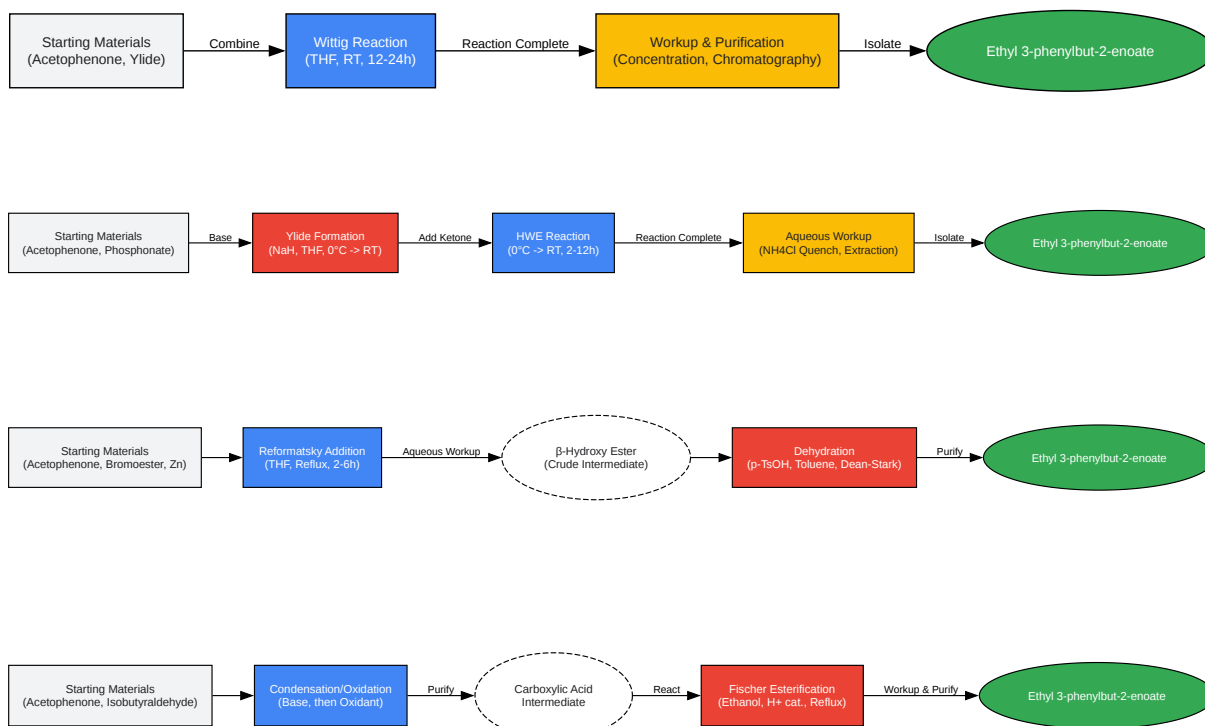 Starting Materials
(Acetophenone, Ylide)
Combine
Wittig Reaction
(THF, RT, 12-24h)
Reaction Complete
Workup & Purification
(Concentration, Chromatography)
Isolate
Ethyl 3-phenylbut-2-enoate
Starting Materials
(Acetophenone, Phosphonate)
Base
Ylide Formation
(NaH, THF, 0°C -> RT)
Add Ketone
HWE Reaction
(0°C -> RT, 2-12h)
Reaction Complete
Aqueous Workup
(NH4Cl Quench, Extraction)
Isolate
Ethyl 3-phenylbut-2-enoate
Starting Materials
(Acetophenone, Bromoester, Zn)
Reformatsky Addition
(THF, Reflux, 2-6h)
Aqueous Workup
β-Hydroxy Ester
(Crude Intermediate)
Dehydration
(p-TsOH, Toluene, Dean-Stark)
Purify
Ethyl 3-phenylbut-2-enoate
Starting Materials
(Acetophenone, Isobutyraldehyde)
Condensation/Oxidation
(Base, then Oxidant)
Purify
Carboxylic Acid
Intermediate
React
Fischer Esterification
(Ethanol, H+ cat., Reflux)
Workup & Purify
Ethyl 3-phenylbut-2-enoate